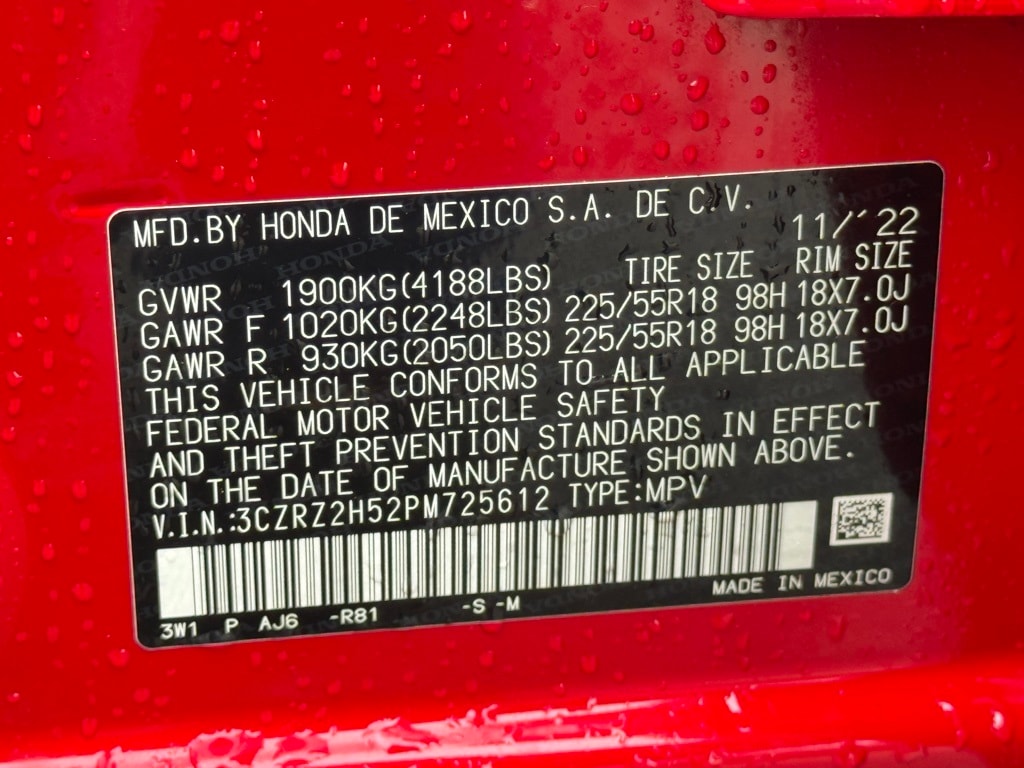 MFD.BY HONDA DE MEXICO S.A. DE C.V.
11/´22
TIRE SIZE RIM SIZE
GVWR 1900KG(4188LBS)
GAWR F 1020KG(2248LBS) 225/55R18 98H 18X7.0J
GAWR R 930KG(2050LBS) 225/55R18 98H 18X7.0J
THIS VEHICLE CONFORMS TO ALL APPLICABLE
FEDERAL MOTOR VEHICLE SAFETY
AND THEFT PREVENTION STANDARDS IN EFFECT
ON THE DATE OF MANUFACTURE SHOWN ABOVE.
V.I.N.:3CZRZ2H52PM725612 TYPE:MPV
MADE IN MEXICO
3W1 P AJ6 -R81 -S -M